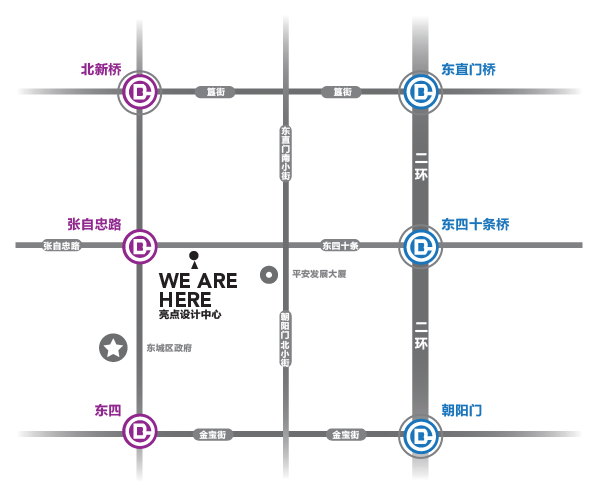 北新桥
东直门桥
簋街
簋街
东直门南小街
二环
张自忠路
东四十条桥
张自忠路
东四十条
WE ARE
HERE
亮点设计中心
平安发展大厦
朝阳门北小街
二环
东城区政府
东四
朝阳门
金宝街
金宝街